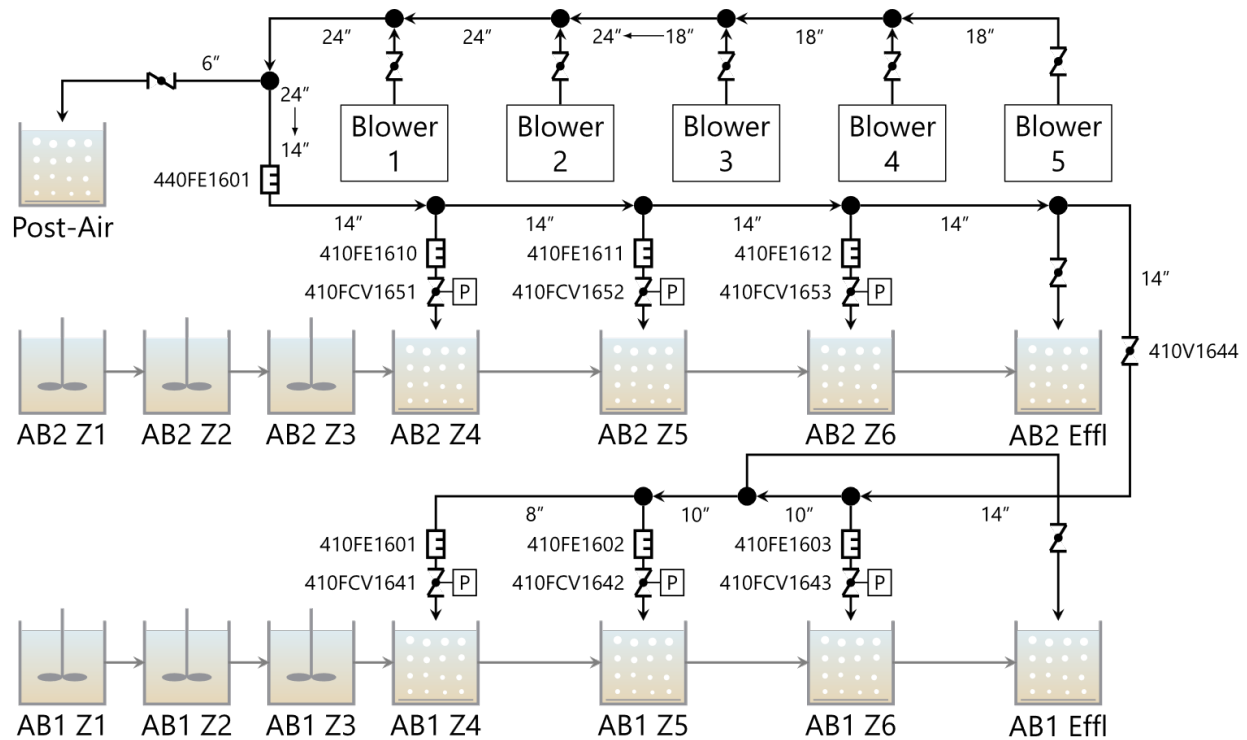 24″
24″
24″
18″
18″
18″
6″
24″
14″
Blower
1
Blower
2
Blower
3
Blower
4
Blower
5
440FE1601
Post-Air
14″
14″
14″
14″
14″
410FE1610
410FE1611
410FE1612
410FCV1651
P
410FCV1652
P
410FCV1653
P
410V1644
AB2 Z1
AB2 Z2
AB2 Z3
AB2 Z4
AB2 Z5
AB2 Z6
AB2 Effl
8″
10″
10″
14″
410FE1601
410FE1602
410FE1603
410FCV1641
P
410FCV1642
P
410FCV1643
P
AB1 Z1
AB1 Z2
AB1 Z3
AB1 Z4
AB1 Z5
AB1 Z6
AB1 Effl